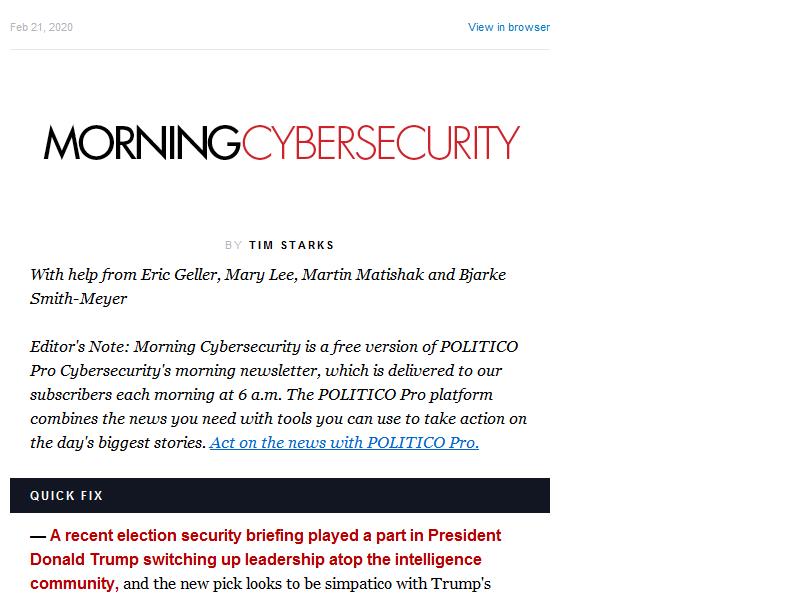 Feb 21, 2020 View in browser
MORNINGCYBERSECURITY
BY TIM STARKS
With help from Eric Geller, Mary Lee, Martin Matishak and Bjarke
Smith-Meyer
Editor's Note: Morning Cybersecurity is a free version of POLITICO
Pro Cybersecurity's morning newsletter, which is delivered to our
subscribers each morning at 6 a.m. The POLITICO Pro platform
combines the news you need with tools you can use to take action on
the day's biggest stories. Act on the news with POLITICO Pro.
QUICK FIX
— A recent election security briefing played a part in President
Donald Trump switching up leadership atop the intelligence
community, and the new pick looks to be simpatico with Trump's